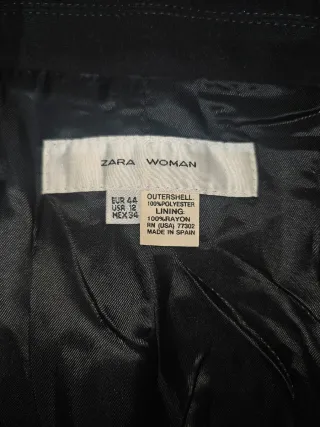 ZARA WOMAN
EUR 44
USA 12
MEX 34
OUTERSHELL
100%POLYESTER
LINING
100%RAYON
RN (USA) 77302
MADE IN SPAIN